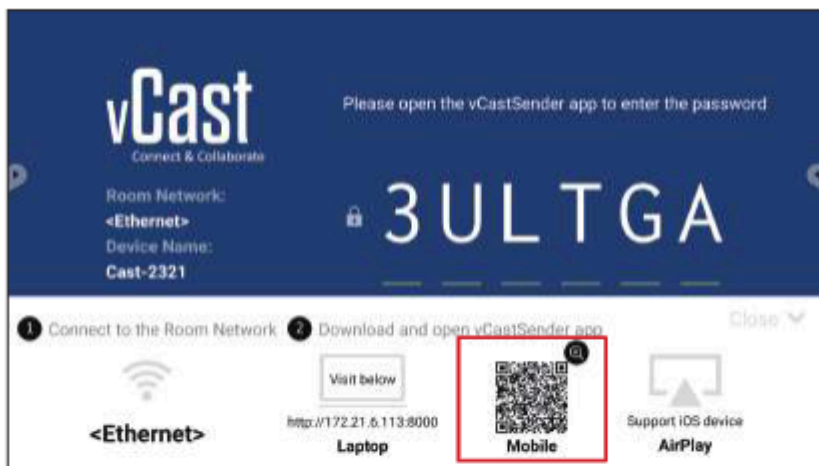 vCast
Connect & Collaborate
Please open the vCastSender app to enter the password
Room Network:
<Ethernet>
Device Name:
Cast-2321
3ULTGA
1 Connect to the Room Network
2 Download and open vCastSender app
Close
Visit below
http://172.21.6.113:8000
Laptop
Mobile
Support iOS device
AirPlay
<Ethernet>